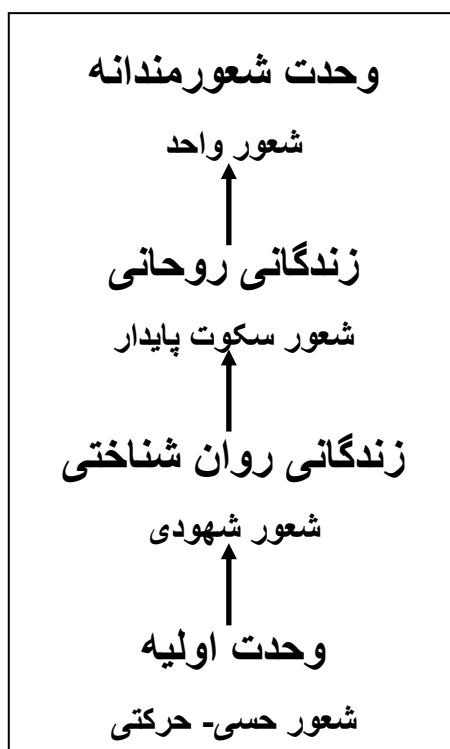 وحدت شعورمندانه
شعور واحد
زندگانی روحانی
شعور سکوت پایدار
زندگانی روان شناختی
شعور شهودی
وحدت اولیه
شعور حسی- حرکتی